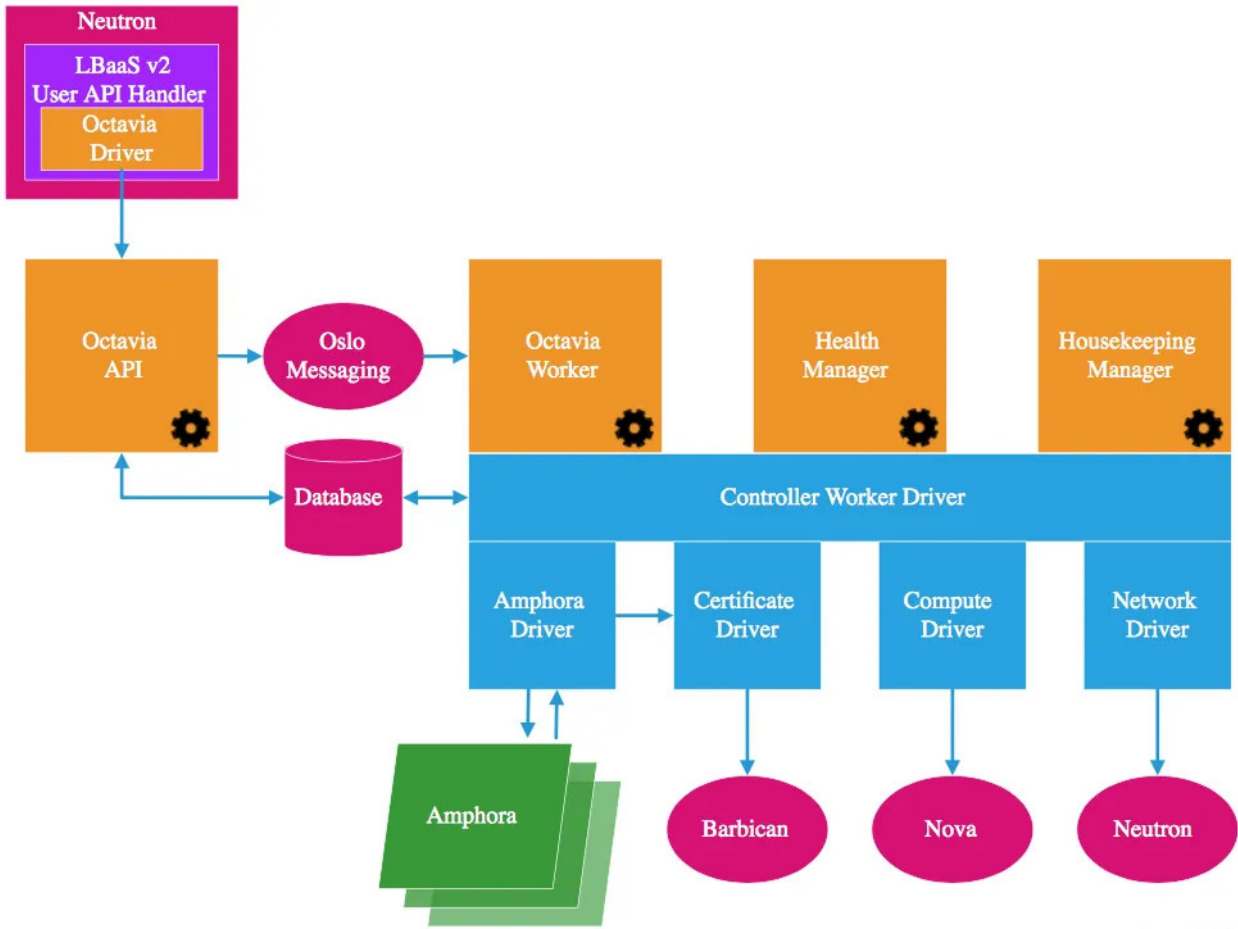 Neutron
LBaaS v2
User API Handler
Octavia
Driver
Octavia
API
Oslo
Messaging
Octavia
Worker
Health
Manager
Housekeeping
Manager
Database
Controller Worker Driver
Amphora
Driver
Certificate
Driver
Compute
Driver
Network
Driver
Amphora
Barbican
Nova
Neutron